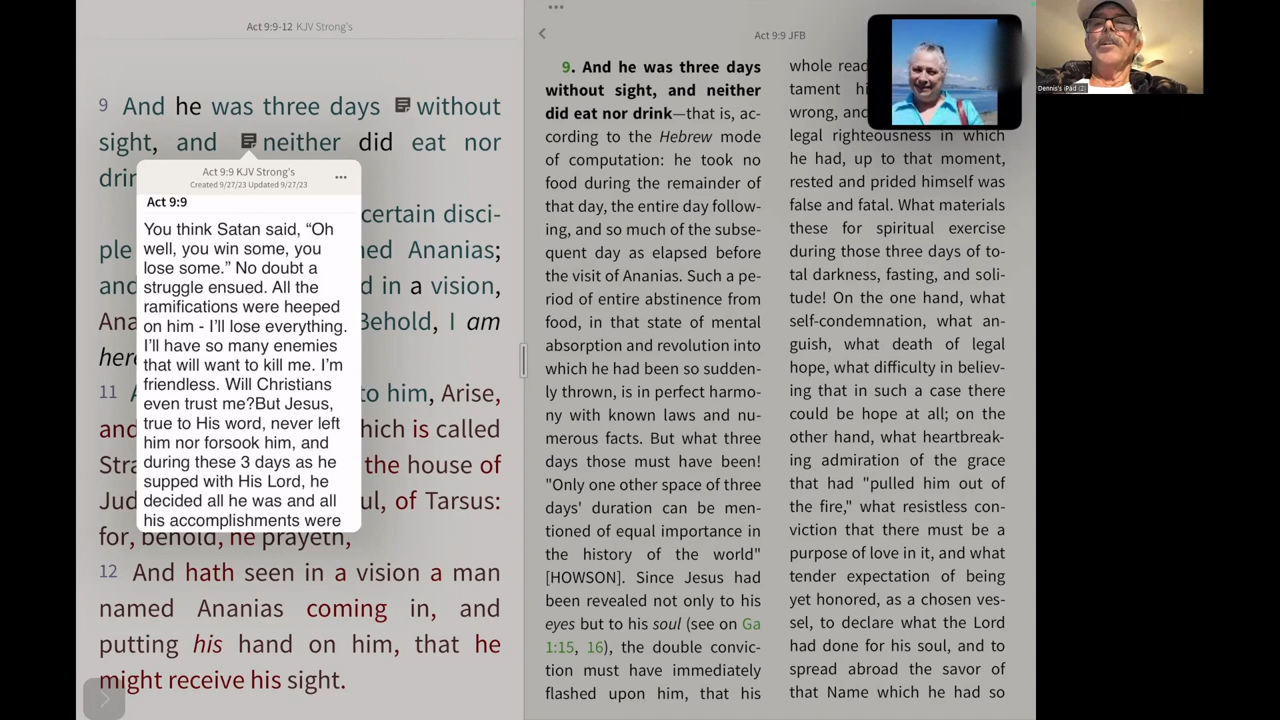 Act 9:9-12 KJV Strong's
9 And he was three days without
sight, and neither did eat nor
Act 9:9 KJV Strong's
Created 9/27/23 Updated 9/27/23
Act 9:9
You think Satan said, “Oh
well, you win some, you
lose some.” No doubt a
struggle ensued. All the
ramifications were heeped
on him - I’ll lose everything.
I’ll have so many enemies
that will want to kill me. I’m
friendless. Will Christians
even trust me?But Jesus,
true to His word, never left
him nor forsook him, and
during these 3 days as he
supped with His Lord, he
decided all he was and all
his accomplishments were
certain disci-
ple Ananias;
and in a vision,
Behold, I am
11 to him, Arise,
and which is called
the house of
of Tarsus:
for, behold, he prayeth,
12 And hath seen in a vision a man
named Ananias coming in, and
putting his hand on him, that he
might receive his sight.
Act 9:9 JFB
9. And he was three days
without sight, and neither
did eat nor drink—that is, ac-
cording to the Hebrew mode
of computation: he took no
food during the remainder of
that day, the entire day follow-
ing, and so much of the subse-
quent day as elapsed before
the visit of Ananias. Such a pe-
riod of entire abstinence from
food, in that state of mental
absorption and revolution into
which he had been so sudden-
ly thrown, is in perfect harmo-
ny with known laws and nu-
merous facts. But what three
days those must have been!
"Only one other space of three
days' duration can be men-
tioned of equal importance in
the history of the world"
[HOWSON]. Since Jesus had
been revealed not only to his
eyes but to his soul (see on Ga
1:15, 16), the double convic-
tion must have immediately
flashed upon him, that his
whole
wrong, and
legal righteousness in which
he had, up to that moment,
rested and prided himself was
false and fatal. What materials
these for spiritual exercise
during those three days of to-
tal darkness, fasting, and soli-
tude! On the one hand, what
self-condemnation, what an-
guish, what death of legal
hope, what difficulty in believ-
ing that in such a case there
could be hope at all; on the
other hand, what heartbreak-
ing admiration of the grace
that had "pulled him out of
the fire," what resistless con-
viction that there must be a
purpose of love in it, and what
tender expectation of being
yet honored, as a chosen ves-
sel, to declare what the Lord
had done for his soul, and to
spread abroad the savor of
that Name which he had so
Dennis's iPad (2)